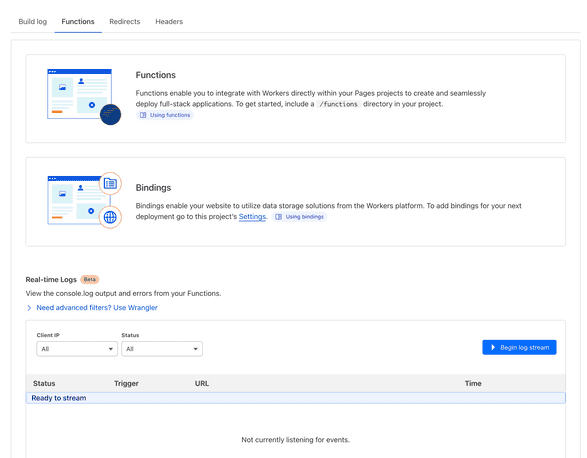 Build log Functions Redirects Headers
Functions
Functions enable you to integrate with Workers directly within your Pages projects to create and seamlessly
deploy full-stack applications. To get started, include a /functions directory in your project.
Using functions
Bindings
Bindings enable your website to utilize data storage solutions from the Workers platform. To add bindings for your next
deployment go to this project's Settings. Using bindings
Real-time Logs Beta
View the console.log output and errors from your Functions.
Need advanced filters? Use Wrangler
Client IP Status
All All Begin log stream
Status Trigger URL Time
Ready to stream
Not currently listening for events.